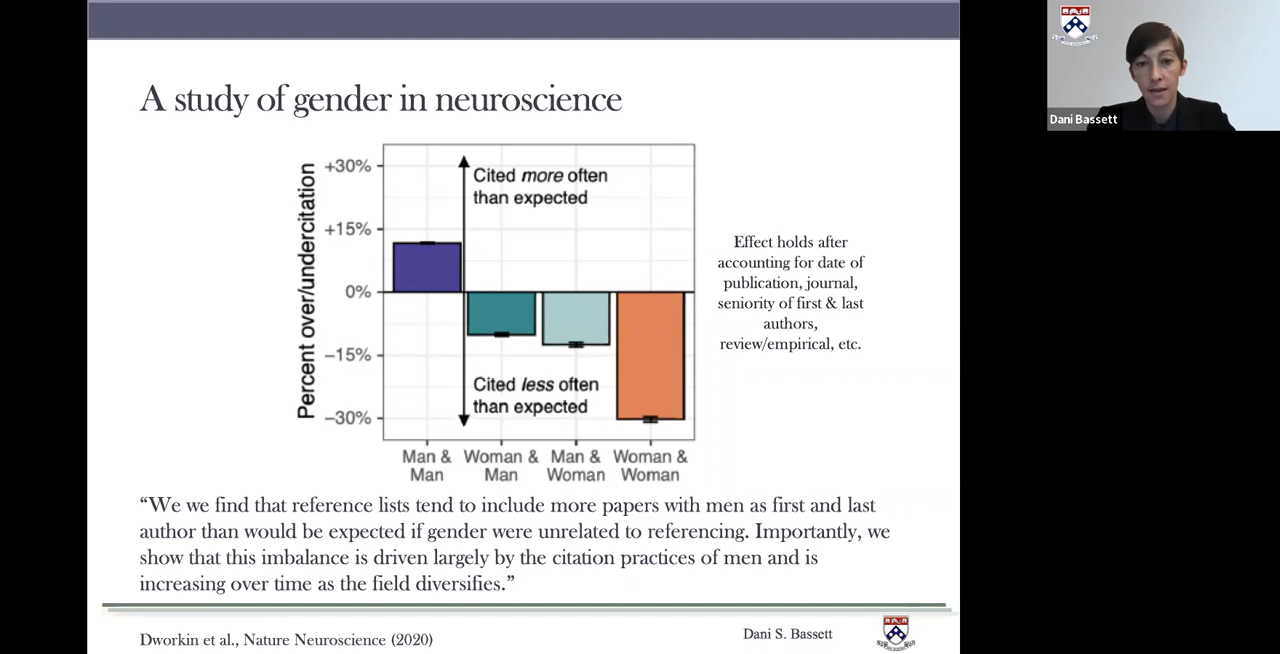 A study of gender in neuroscience
Percent over/undercitation
+30%
+15%
0%
−15%
−30%
Cited more often
than expected
Cited less often
than expected
Man &
Man
Woman &
Man
Man &
Woman
Woman &
Woman
Effect holds after
accounting for date of
publication, journal,
seniority of first & last
authors,
review/empirical, etc.
“We we find that reference lists tend to include more papers with men as first and last
author than would be expected if gender were unrelated to referencing. Importantly, we
show that this imbalance is driven largely by the citation practices of men and is
increasing over time as the field diversifies.”
Dworkin et al., Nature Neuroscience (2020)
Dani S. Bassett
Dani Bassett